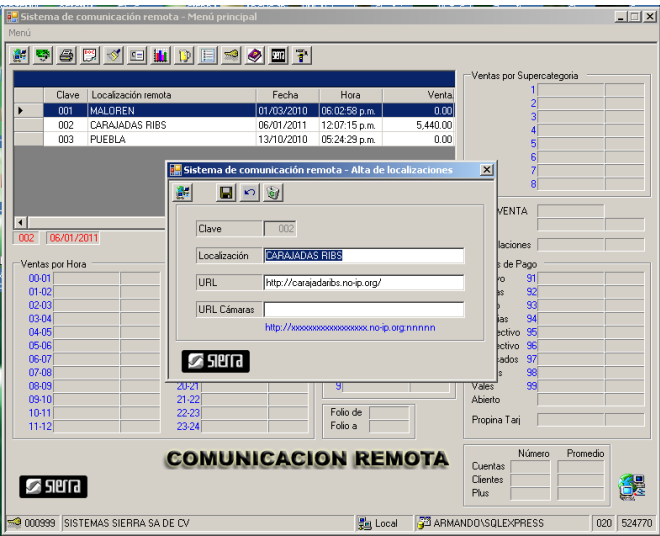 Sistema de comunicación remota - Menú principal
Menú
Clave Localización remota Fecha Hora Venta
001 MALOREN 01/03/2010 06:02:58 p.m. 0.00
002 CARAJADAS RIBS 06/01/2011 12:07:15 p.m. 5,440.00
003 PUEBLA 13/10/2010 05:24:29 p.m. 0.00
002 06/01/2011
Ventas por Hora
00-01
01-02
02-03
03-04
04-05
05-06
06-07
07-08
08-09 20-21 9
09-10 21-22
10-11 22-23
11-12 23-24
Folio de
Folio a
Sistema de comunicación remota - Alta de localizaciones
Clave 002
Localización CARAJADAS RIBS
URL http://carajadaribs.no-ip.org/
URL Cámaras
http://xxxxxxxxxxxxxxxxxx.no-ip.org:nnnnn
sierra
Ventas por Supercategoria
1
2
3
4
5
6
7
8
VENTA
laciones
s de Pago
vo 91
as 92
o 93
ias 94
ectivo 95
ectivo 96
cados 97
s 98
Vales 99
Abierto
Propina Tarj
COMUNICACION REMOTA
sierra
Número Promedio
Cuentas
Clientes
Plus
000999 SISTEMAS SIERRA SA DE CV Local ARMANDO\SQLEXPRESS 020 524770